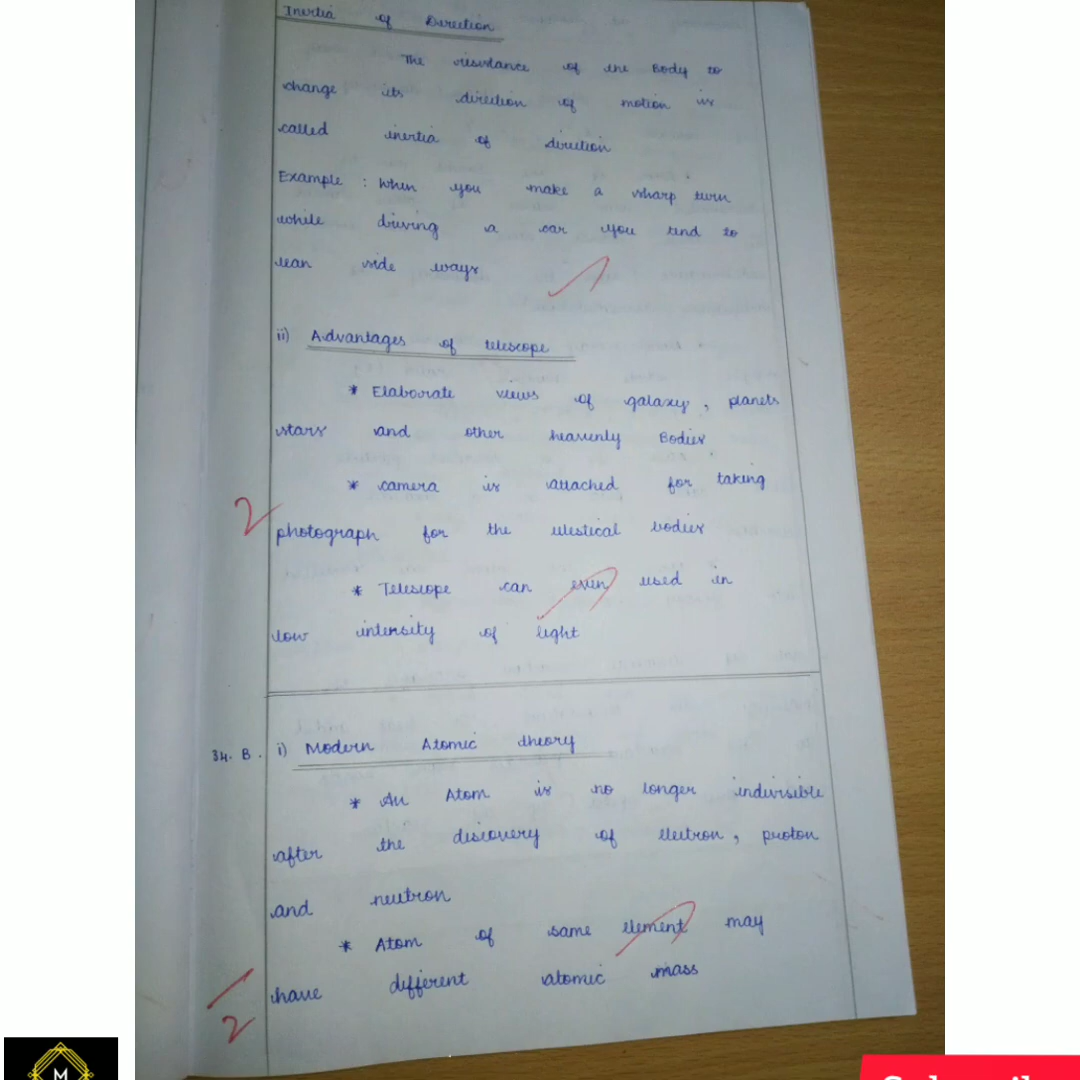 Inertia of Direction
The resistance of the Body to
change its direction of motion is
called inertia of direction
Example : When you make a sharp turn
while driving a car you tend to
lean side ways
ii) Advantages of telescope
* Elaborate views of galaxy, planets
stars and other heavenly Bodies
* camera is attached for taking
2
photograph for the celestical bodies
* Telescope can even used in
low intensity of light
34. B. i) Modern Atomic theory
* An Atom is no longer indivisible
after the discovery of electron, proton
and neutron
* Atom of same element may
have different atomic mass
2
M